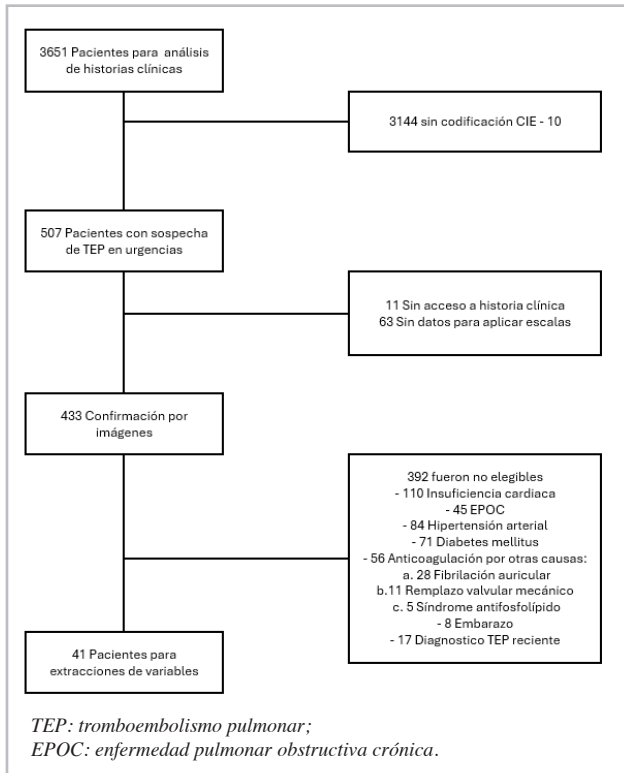 3651 Pacientes para análisis
de historias clínicas
3144 sin codificación CIE - 10
507 Pacientes con sospecha
de TEP en urgencias
11 Sin acceso a historia clínica
63 Sin datos para aplicar escalas
433 Confirmación por
imágenes
392 fueron no elegibles
- 110 Insuficiencia cardiaca
- 45 EPOC
- 84 Hipertensión arterial
- 71 Diabetes mellitus
- 56 Anticoagulación por otras causas:
a. 28 Fibrilación auricular
b.11 Remplazo valvular mecánico
c. 5 Síndrome antifosfolípido
- 8 Embarazo
- 17 Diagnostico TEP reciente
41 Pacientes para
extracciones de variables
TEP: tromboembolismo pulmonar;
EPOC: enfermedad pulmonar obstructiva crónica.